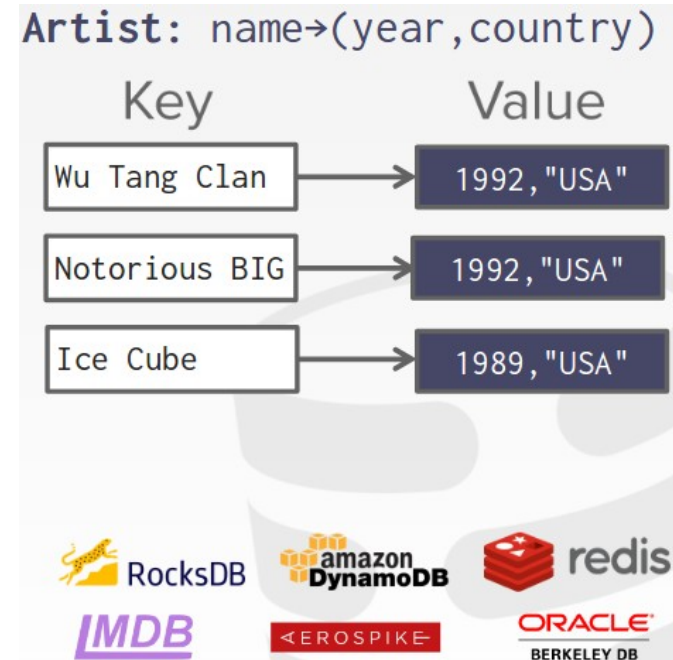 Artist: name→(year,country)
Key Value
Wu Tang Clan 1992,"USA"
Notorious BIG 1992,"USA"
Ice Cube 1989,"USA"
RocksDB amazon DynamoDB redis
LMDB AEROSPIKE ORACLE BERKELEY DB